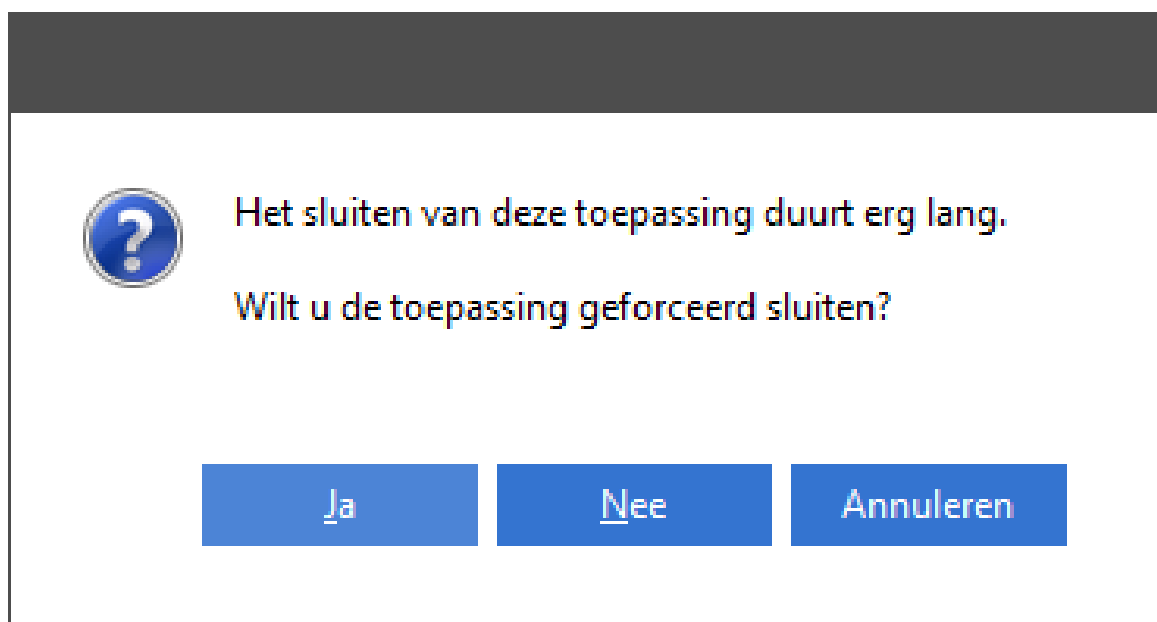 Het sluiten van deze toepassing duurt erg lang.
Wilt u de toepassing geforceerd sluiten?
Ja Nee Annuleren